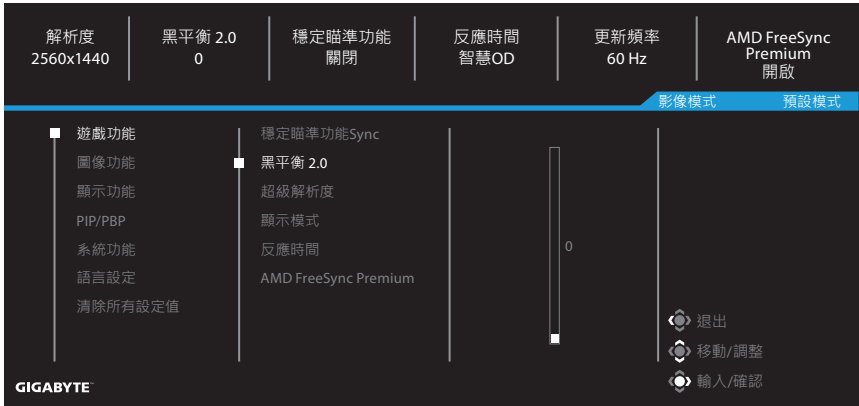 解析度
2560x1440
黑平衡 2.0
0
穩定瞄準功能
關閉
反應時間
智慧OD
更新頻率
60 Hz
AMD FreeSync
Premium
開啟
影像模式
預設模式
遊戲功能
圖像功能
顯示功能
PIP/PBP
系統功能
語言設定
清除所有設定值
穩定瞄準功能Sync
黑平衡 2.0
超級解析度
顯示模式
反應時間
AMD FreeSync Premium
0
退出
移動/調整
輸入/確認
GIGABYTE™